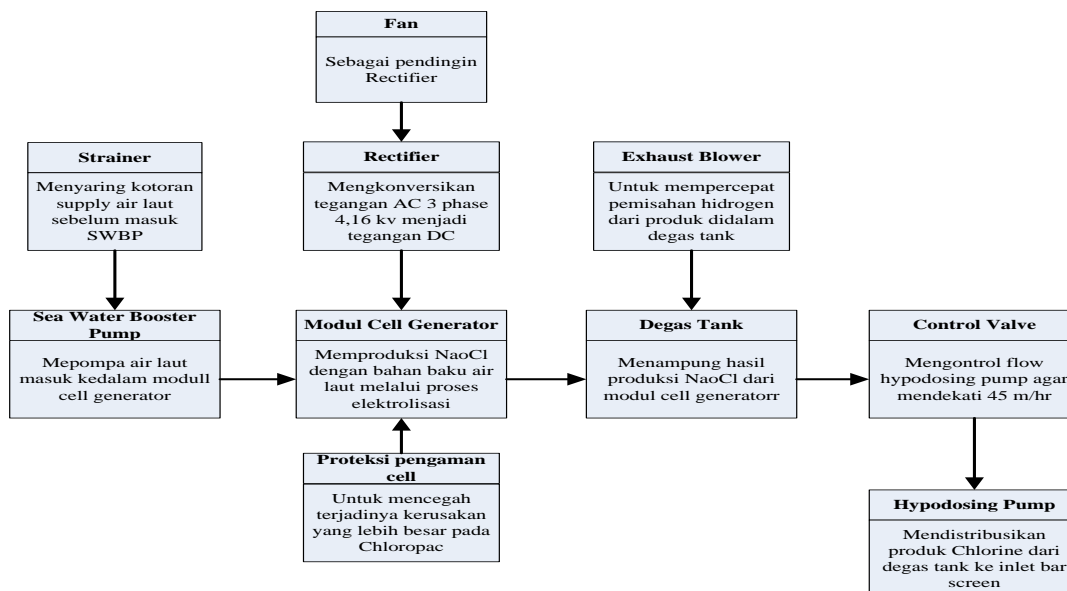 Fan
Sebagai pendingin
Rectifier
Strainer
Menyaring kotoran
supply air laut
sebelum masuk
SWBP
Rectifier
Mengkonversikan
tegangan AC 3 phase
4,16 kv menjadi
tegangan DC
Exhaust Blower
Untuk mempercepat
pemisahan hidrogen
dari produk didalam
degas tank
Sea Water Booster
Pump
Mepompa air laut
masuk kedalam modull
cell generator
Modul Cell Generator
Memproduksi NaoCl
dengan bahan baku air
laut melalui proses
elektrolisasi
Degas Tank
Menampung hasil
produksi NaoCl dari
modul cell generatorr
Control Valve
Mengontrol flow
hypodosing pump agar
mendekati 45 m/hr
Proteksi pengaman
cell
Untuk mencegah
terjadinya kerusakan
yang lebih besar pada
Chloropac
Hypodosing Pump
Mendistribusikan
produk Chlorine dari
degas tank ke inlet bar
screen